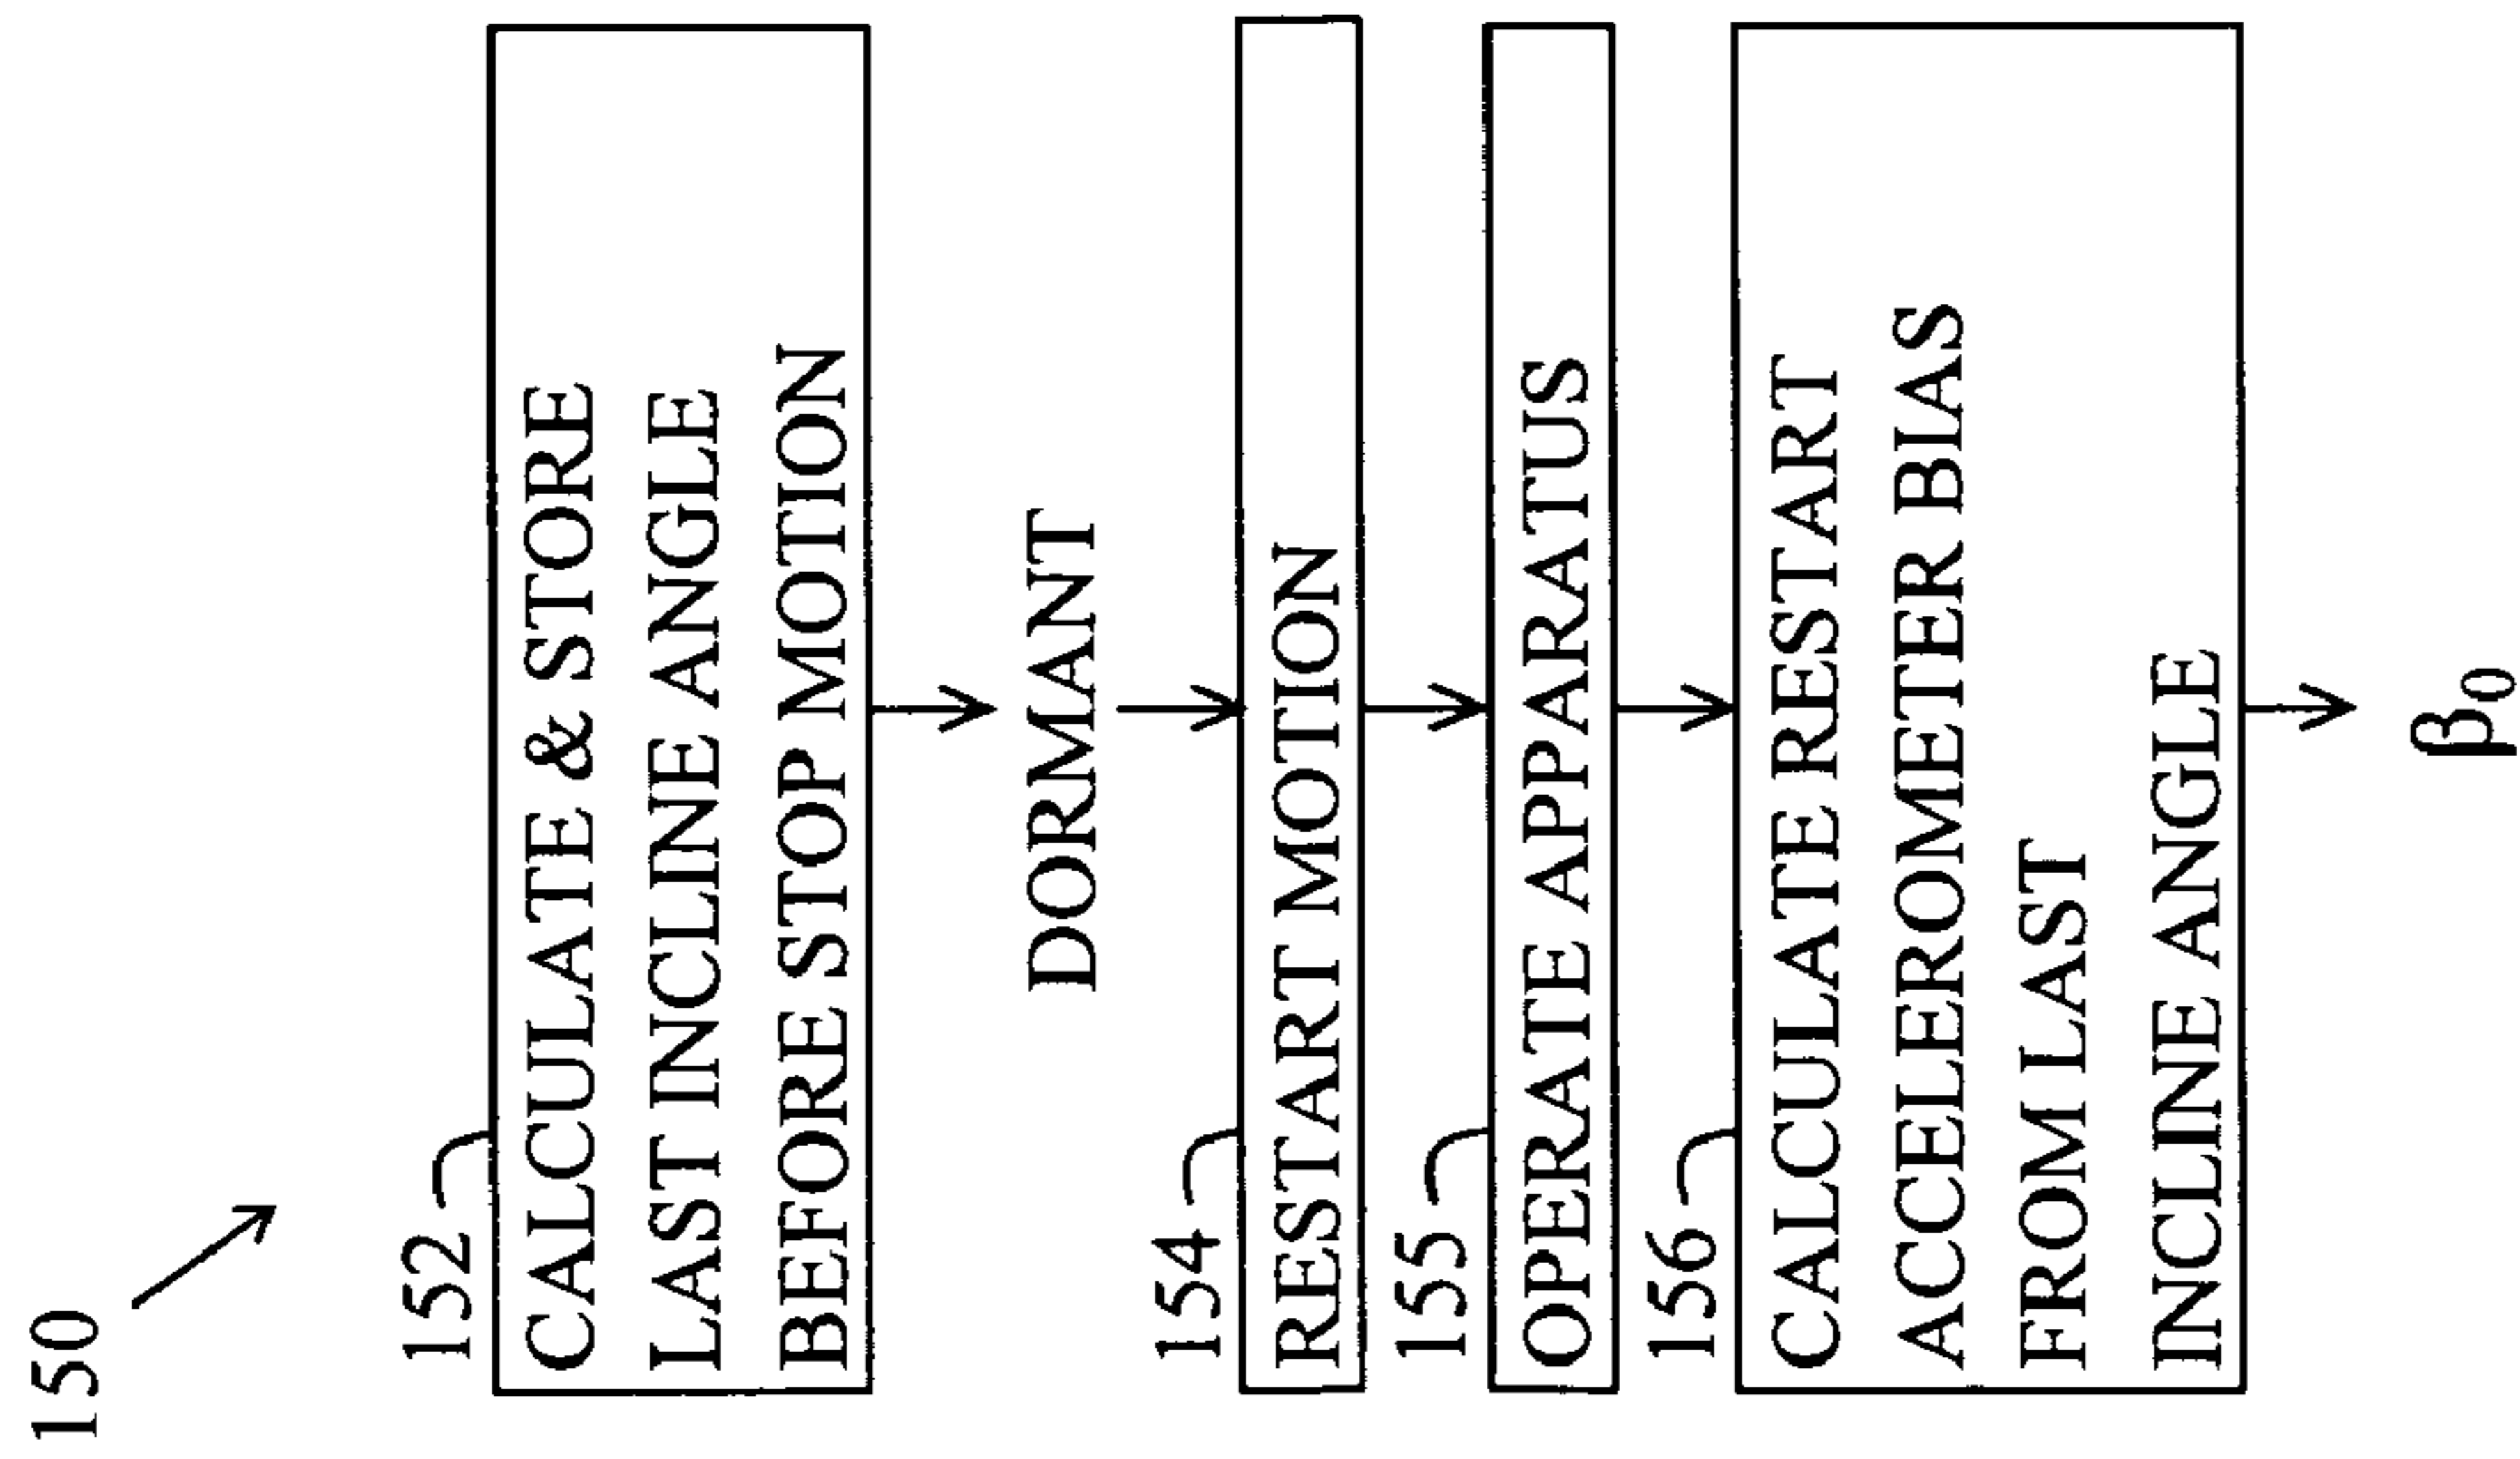 150
152
CALCULATE & STORE
LAST INCLINE ANGLE
BEFORE STOP MOTION
DORMANT
154
RESTART MOTION
155
OPERATE APPARATUS
156
CALCULATE RESTART
ACCELEROMETER BIAS
FROM LAST
INCLINE ANGLE
β₀